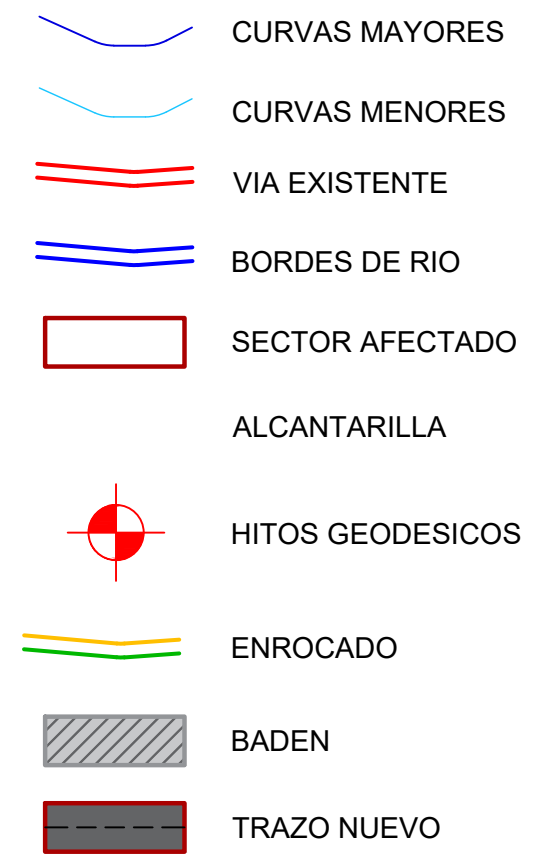 CURVAS MAYORES
CURVAS MENORES
VIA EXISTENTE
BORDES DE RIO
SECTOR AFECTADO
ALCANTARILLA
HITOS GEODESICOS
ENROCADO
BADEN
TRAZO NUEVO